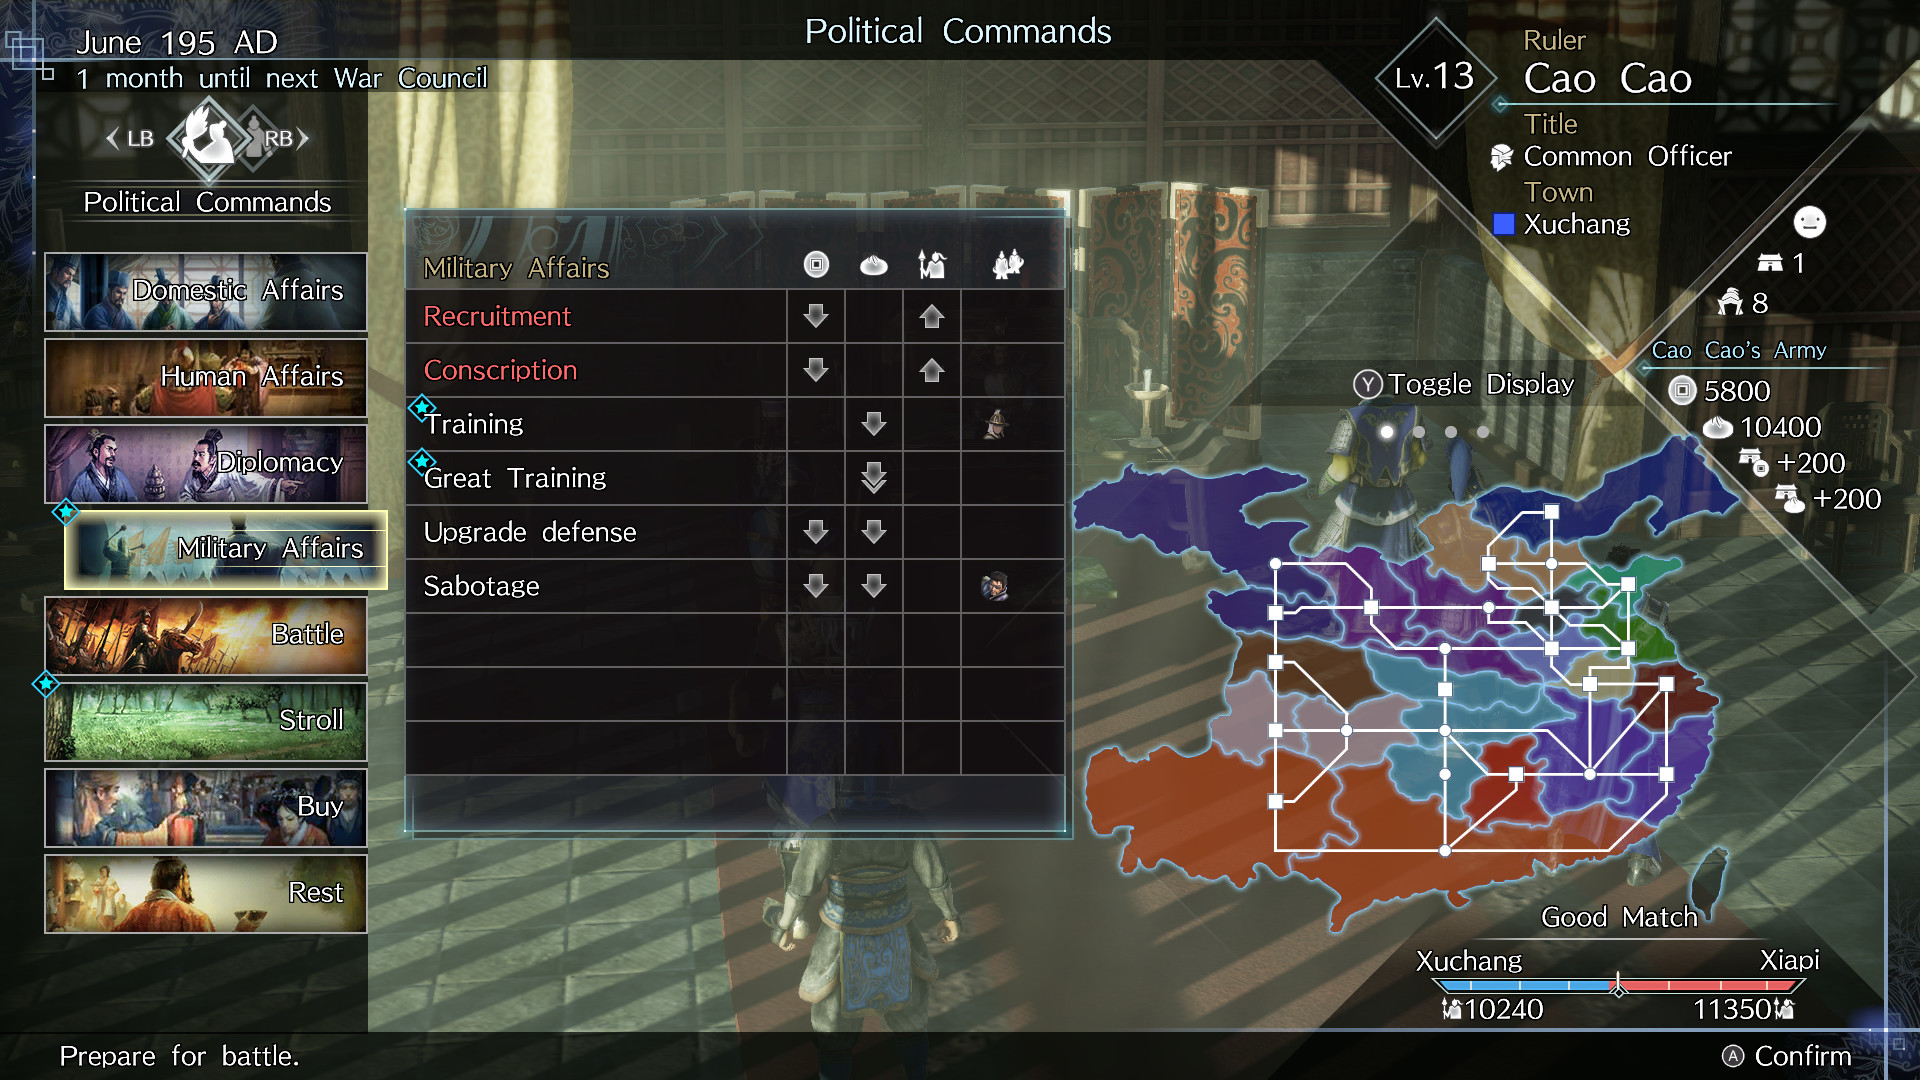 June 195 AD
1 month until next War Council
Political Commands
LB
RB
Political Commands
Domestic Affairs
Human Affairs
Diplomacy
Military Affairs
Battle
Stroll
Buy
Rest
Military Affairs
Recruitment
Conscription
Training
Great Training
Upgrade defense
Sabotage
Lv.13
Ruler
Cao Cao
Title
Common Officer
Town
Xuchang
1
8
Cao Cao's Army
5800
10400
+200
+200
Y Toggle Display
Good Match
Xuchang
Xiapi
10240
11350
Prepare for battle.
A Confirm